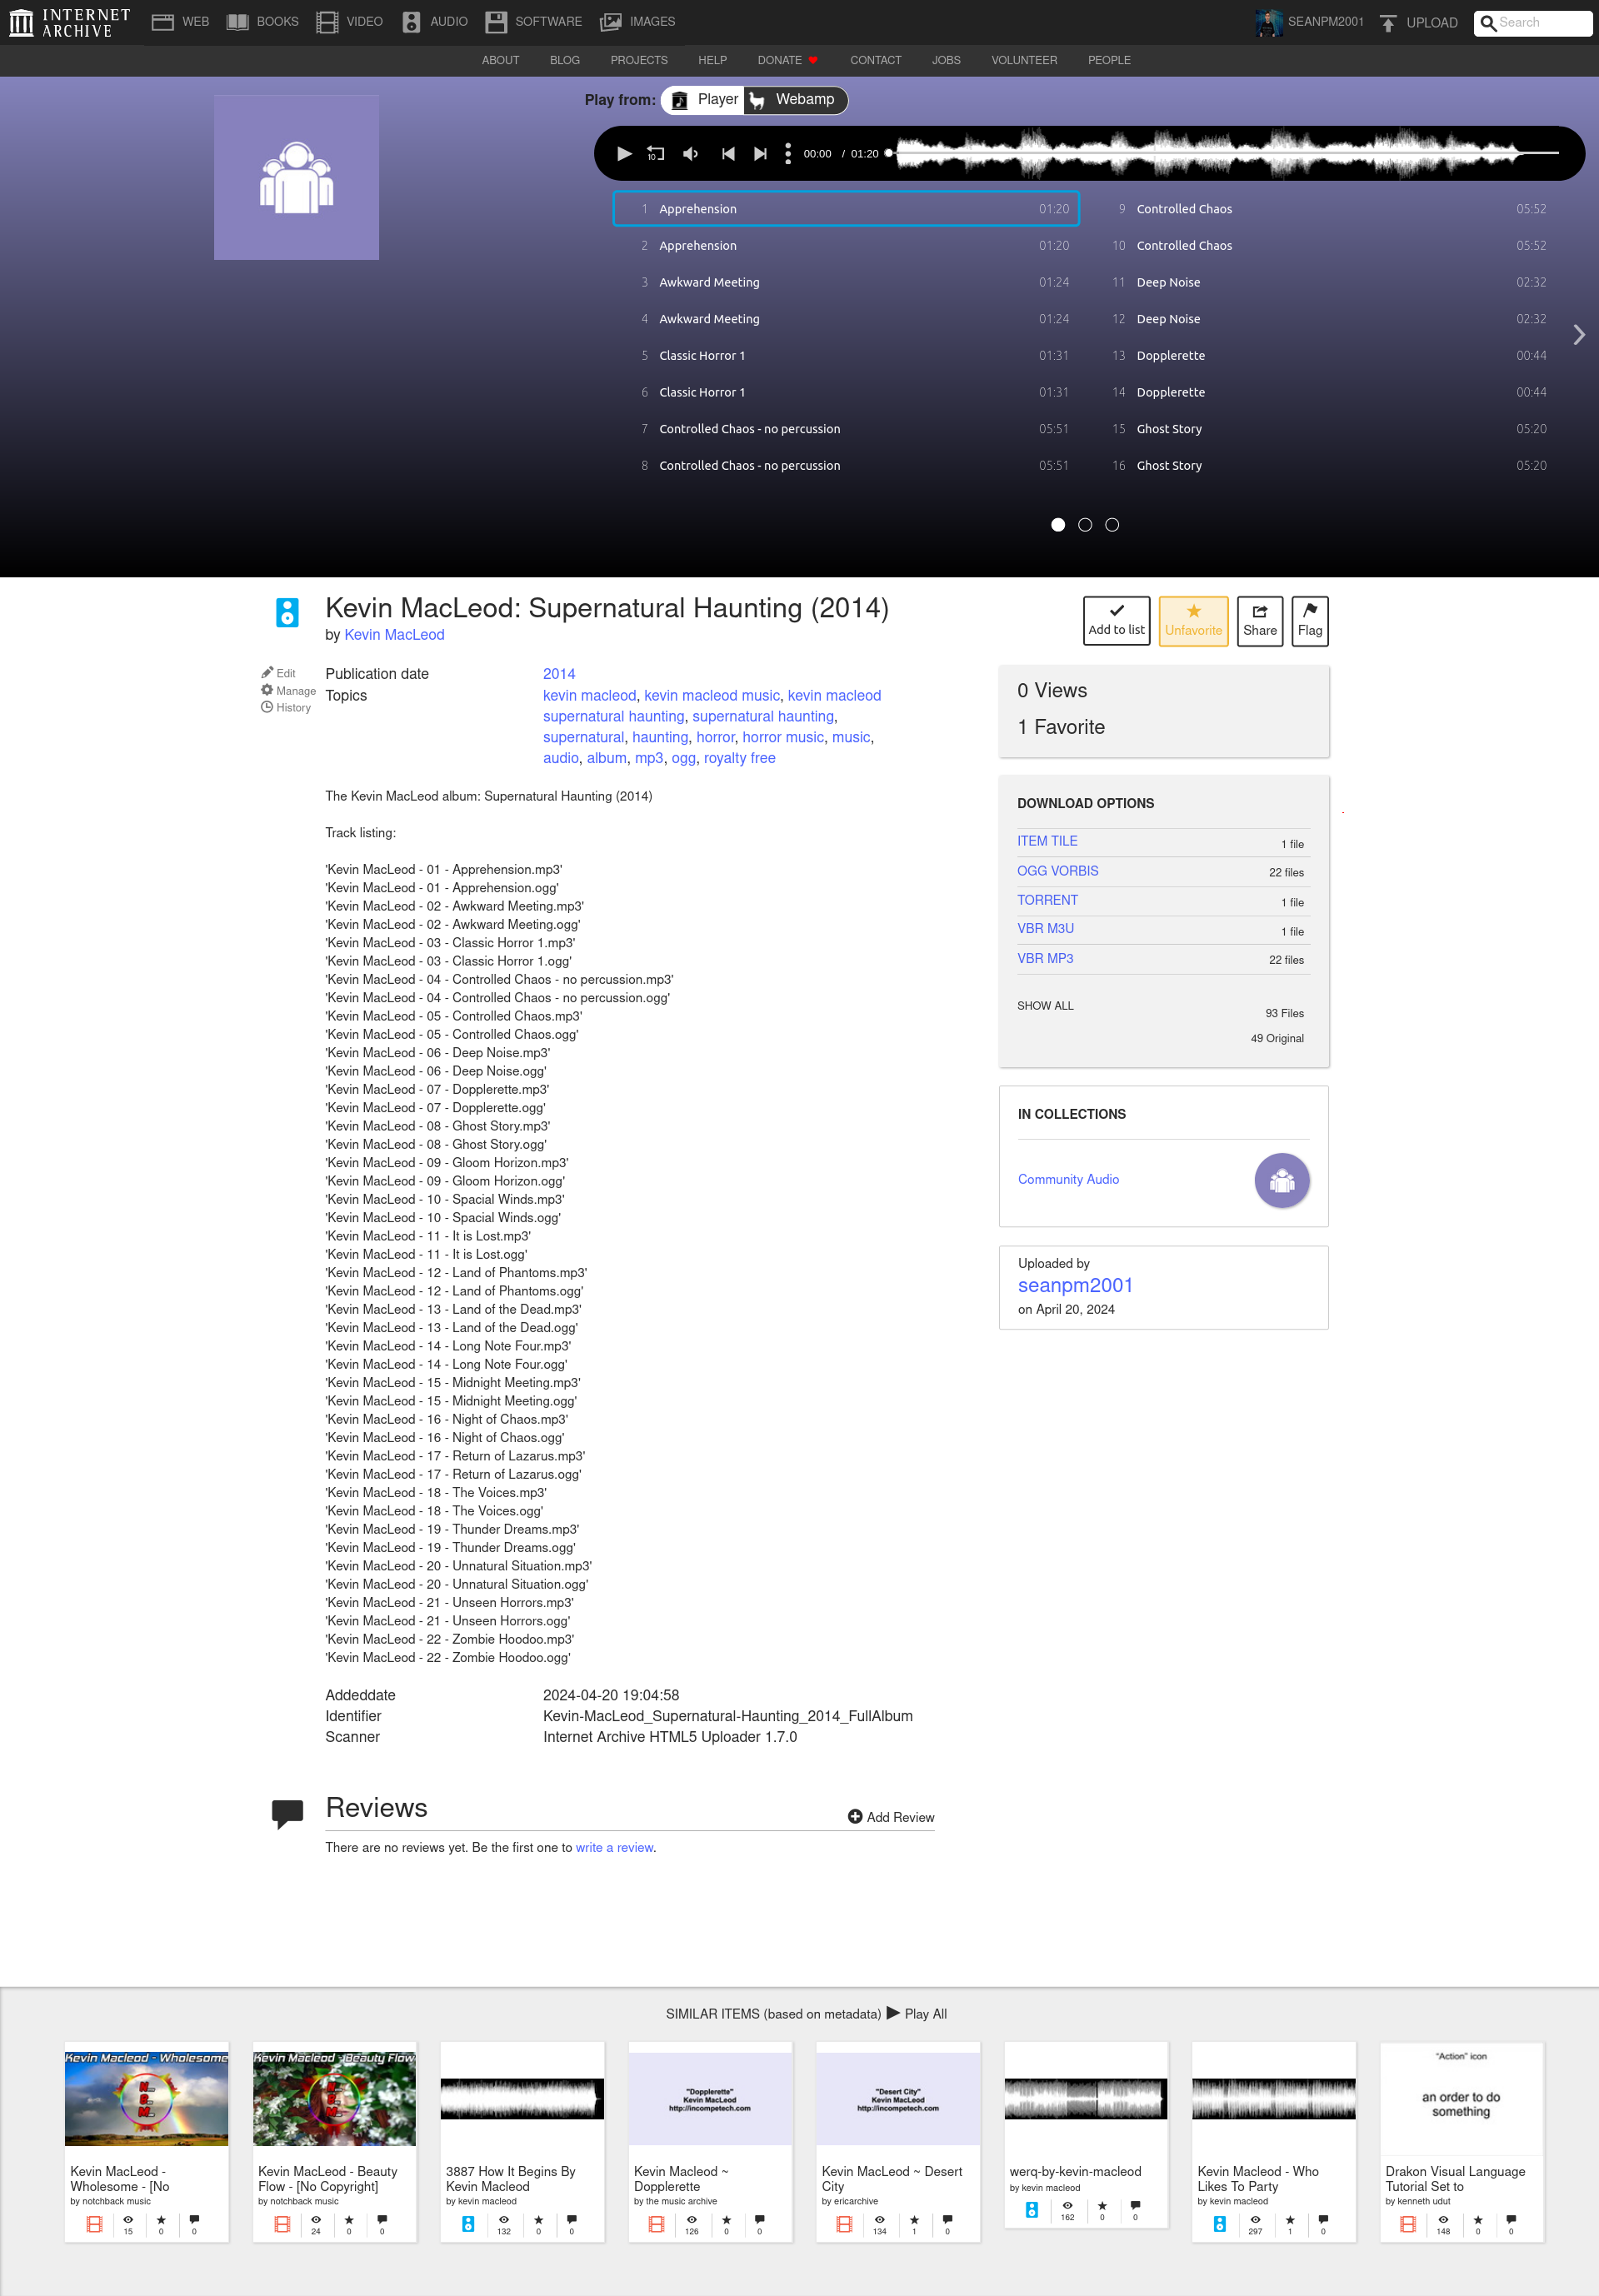 INTERNET
ARCHIVE
WEB
BOOKS
VIDEO
AUDIO
SOFTWARE
IMAGES
SEANPM2001
UPLOAD
Search
ABOUT
BLOG
PROJECTS
HELP
DONATE
CONTACT
JOBS
VOLUNTEER
PEOPLE
Play from:
Player
Webamp
10
00:00 / 01:20
1 Apprehension 01:20
2 Apprehension 01:20
3 Awkward Meeting 01:24
4 Awkward Meeting 01:24
5 Classic Horror 1 01:31
6 Classic Horror 1 01:31
7 Controlled Chaos - no percussion 05:51
8 Controlled Chaos - no percussion 05:51
9 Controlled Chaos 05:52
10 Controlled Chaos 05:52
11 Deep Noise 02:32
12 Deep Noise 02:32
13 Dopplerette 00:44
14 Dopplerette 00:44
15 Ghost Story 05:20
16 Ghost Story 05:20
Kevin MacLeod: Supernatural Haunting (2014)
by Kevin MacLeod
Add to list
Unfavorite
Share
Flag
Edit
Manage
History
Publication date 2014
Topics kevin macleod, kevin macleod music, kevin macleod
supernatural haunting, supernatural haunting,
supernatural, haunting, horror, horror music, music,
audio, album, mp3, ogg, royalty free
The Kevin MacLeod album: Supernatural Haunting (2014)
Track listing:
'Kevin MacLeod - 01 - Apprehension.mp3'
'Kevin MacLeod - 01 - Apprehension.ogg'
'Kevin MacLeod - 02 - Awkward Meeting.mp3'
'Kevin MacLeod - 02 - Awkward Meeting.ogg'
'Kevin MacLeod - 03 - Classic Horror 1.mp3'
'Kevin MacLeod - 03 - Classic Horror 1.ogg'
'Kevin MacLeod - 04 - Controlled Chaos - no percussion.mp3'
'Kevin MacLeod - 04 - Controlled Chaos - no percussion.ogg'
'Kevin MacLeod - 05 - Controlled Chaos.mp3'
'Kevin MacLeod - 05 - Controlled Chaos.ogg'
'Kevin MacLeod - 06 - Deep Noise.mp3'
'Kevin MacLeod - 06 - Deep Noise.ogg'
'Kevin MacLeod - 07 - Dopplerette.mp3'
'Kevin MacLeod - 07 - Dopplerette.ogg'
'Kevin MacLeod - 08 - Ghost Story.mp3'
'Kevin MacLeod - 08 - Ghost Story.ogg'
'Kevin MacLeod - 09 - Gloom Horizon.mp3'
'Kevin MacLeod - 09 - Gloom Horizon.ogg'
'Kevin MacLeod - 10 - Spacial Winds.mp3'
'Kevin MacLeod - 10 - Spacial Winds.ogg'
'Kevin MacLeod - 11 - It is Lost.mp3'
'Kevin MacLeod - 11 - It is Lost.ogg'
'Kevin MacLeod - 12 - Land of Phantoms.mp3'
'Kevin MacLeod - 12 - Land of Phantoms.ogg'
'Kevin MacLeod - 13 - Land of the Dead.mp3'
'Kevin MacLeod - 13 - Land of the Dead.ogg'
'Kevin MacLeod - 14 - Long Note Four.mp3'
'Kevin MacLeod - 14 - Long Note Four.ogg'
'Kevin MacLeod - 15 - Midnight Meeting.mp3'
'Kevin MacLeod - 15 - Midnight Meeting.ogg'
'Kevin MacLeod - 16 - Night of Chaos.mp3'
'Kevin MacLeod - 16 - Night of Chaos.ogg'
'Kevin MacLeod - 17 - Return of Lazarus.mp3'
'Kevin MacLeod - 17 - Return of Lazarus.ogg'
'Kevin MacLeod - 18 - The Voices.mp3'
'Kevin MacLeod - 18 - The Voices.ogg'
'Kevin MacLeod - 19 - Thunder Dreams.mp3'
'Kevin MacLeod - 19 - Thunder Dreams.ogg'
'Kevin MacLeod - 20 - Unnatural Situation.mp3'
'Kevin MacLeod - 20 - Unnatural Situation.ogg'
'Kevin MacLeod - 21 - Unseen Horrors.mp3'
'Kevin MacLeod - 21 - Unseen Horrors.ogg'
'Kevin MacLeod - 22 - Zombie Hoodoo.mp3'
'Kevin MacLeod - 22 - Zombie Hoodoo.ogg'
Addeddate 2024-04-20 19:04:58
Identifier Kevin-MacLeod_Supernatural-Haunting_2014_FullAlbum
Scanner Internet Archive HTML5 Uploader 1.7.0
0 Views
1 Favorite
DOWNLOAD OPTIONS
ITEM TILE 1 file
OGG VORBIS 22 files
TORRENT 1 file
VBR M3U 1 file
VBR MP3 22 files
SHOW ALL 93 Files
49 Original
IN COLLECTIONS
Community Audio
Uploaded by
seanpm2001
on April 20, 2024
Reviews
Add Review
There are no reviews yet. Be the first one to write a review.
SIMILAR ITEMS (based on metadata) Play All
Kevin Macleod - Wholesome
Kevin MacLeod -
Wholesome - [No
by notchback music
15 0 0
Kevin Macleod - Beauty Flow
Kevin MacLeod - Beauty
Flow - [No Copyright]
by notchback music
24 0 0
3887 How It Begins By
Kevin Macleod
by kevin macleod
132 0 0
"Dopplerette"
Kevin MacLeod
http://incompetech.com
Kevin Macleod ~
Dopplerette
by the music archive
126 0 0
"Desert City"
Kevin MacLeod
http://incompetech.com
Kevin MacLeod ~ Desert
City
by ericarchive
134 1 0
werq-by-kevin-macleod
by kevin macleod
162 0 0
Kevin Macleod - Who
Likes To Party
by kevin macleod
297 1 0
"Action" icon
an order to do
something
Drakon Visual Language
Tutorial Set to
by kenneth udut
148 0 0